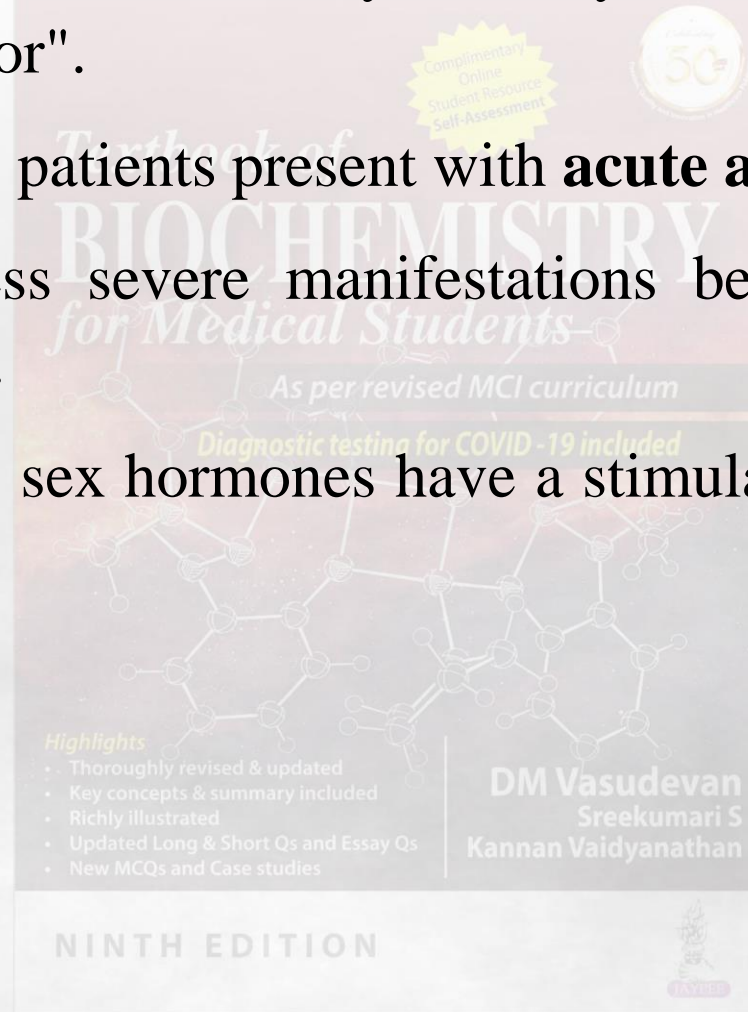 or".
Complimentary
Online
Student Resource
Self-Assessment
50
Textbook of
patients present with acute a
BIOCHEMISTRY
ss severe manifestations be
for Medical Students
As per revised MCI curriculum
Diagnostic testing for COVID -19 included
sex hormones have a stimula
Highlights
• Thoroughly revised & updated
• Key concepts & summary included
• Richly illustrated
• Updated Long & Short Qs and Essay Qs
• New MCQs and Case studies
DM Vasudevan
Sreekumari S
Kannan Vaidyanathan
NINTH EDITION
JAYPEE